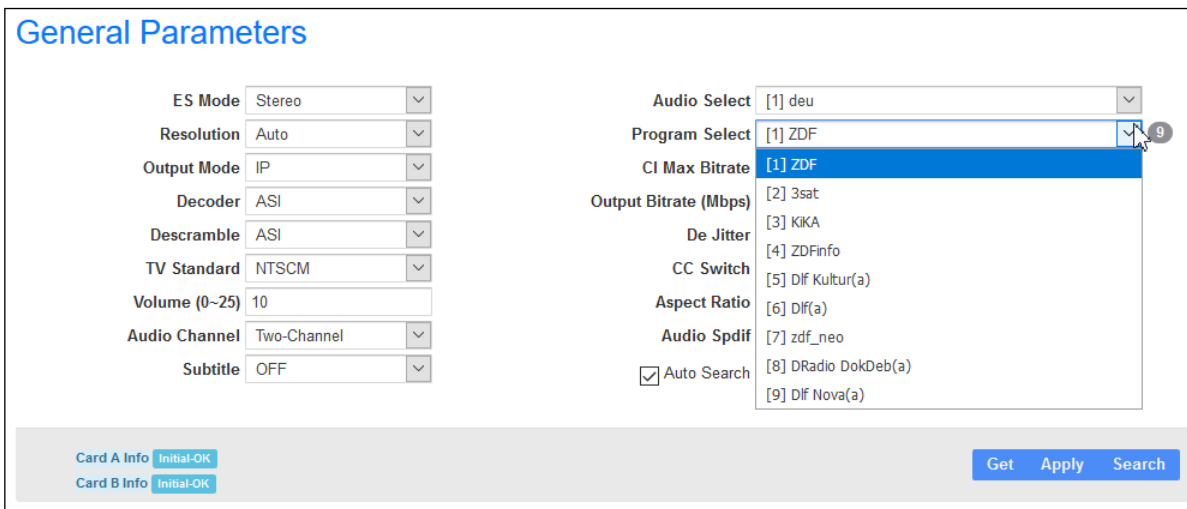 General Parameters
ES Mode Stereo
Audio Select [1] deu
Resolution Auto
Program Select [1] ZDF 9
Output Mode IP
CI Max Bitrate [1] ZDF
Decoder ASI
Output Bitrate (Mbps) [2] 3sat
Descramble ASI
De Jitter [3] KiKA
[4] ZDFinfo
TV Standard NTSCM
CC Switch [5] Dlf Kultur(a)
Volume (0~25) 10
Aspect Ratio [6] Dlf(a)
Audio Channel Two-Channel
Audio Spdif [7] zdf_neo
Subtitle OFF
Auto Search [8] DRadio DokDeb(a)
[9] Dlf Nova(a)
Card A Info Initial-OK
Card B Info Initial-OK
Get Apply Search